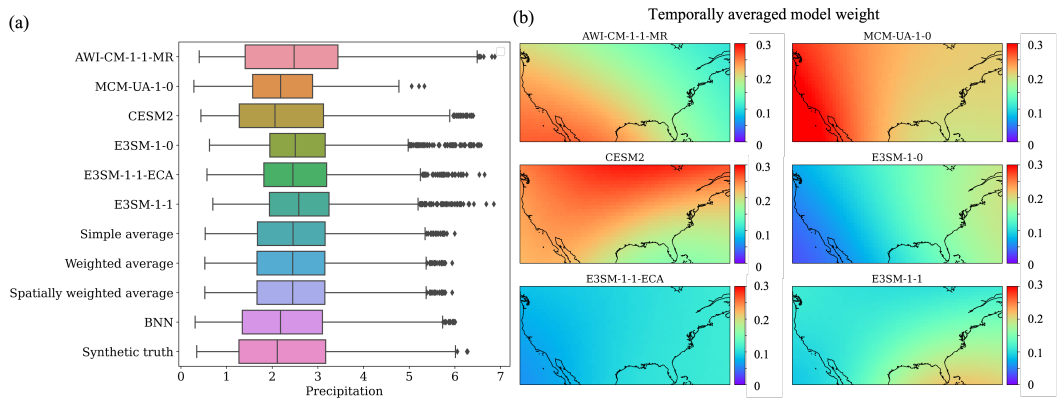 (a)
AWI-CM-1-1-MR
MCM-UA-1-0
CESM2
E3SM-1-0
E3SM-1-1-ECA
E3SM-1-1
Simple average
Weighted average
Spatially weighted average
BNN
Synthetic truth
0 1 2 3 4 5 6 7
Precipitation
(b)
Temporally averaged model weight
AWI-CM-1-1-MR
0.3
0.2
0.1
0
MCM-UA-1-0
0.3
0.2
0.1
0
CESM2
0.3
0.2
0.1
0
E3SM-1-0
0.3
0.2
0.1
0
E3SM-1-1-ECA
0.3
0.2
0.1
0
E3SM-1-1
0.3
0.2
0.1
0